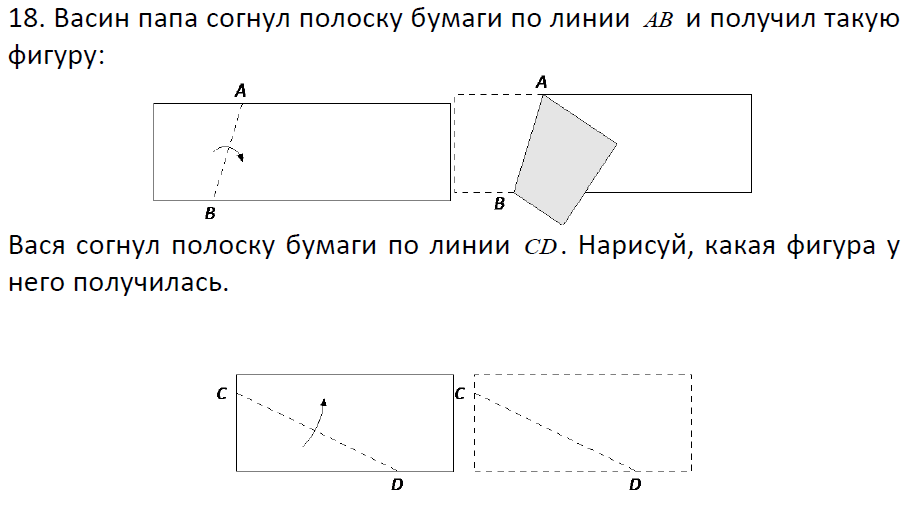 18. Васин папа согнул полоску бумаги по линии AB и получил такую
фигуру:
A
A
B
B
Вася согнул полоску бумаги по линии CD. Нарисуй, какая фигура у
него получилась.
C
C
D
D